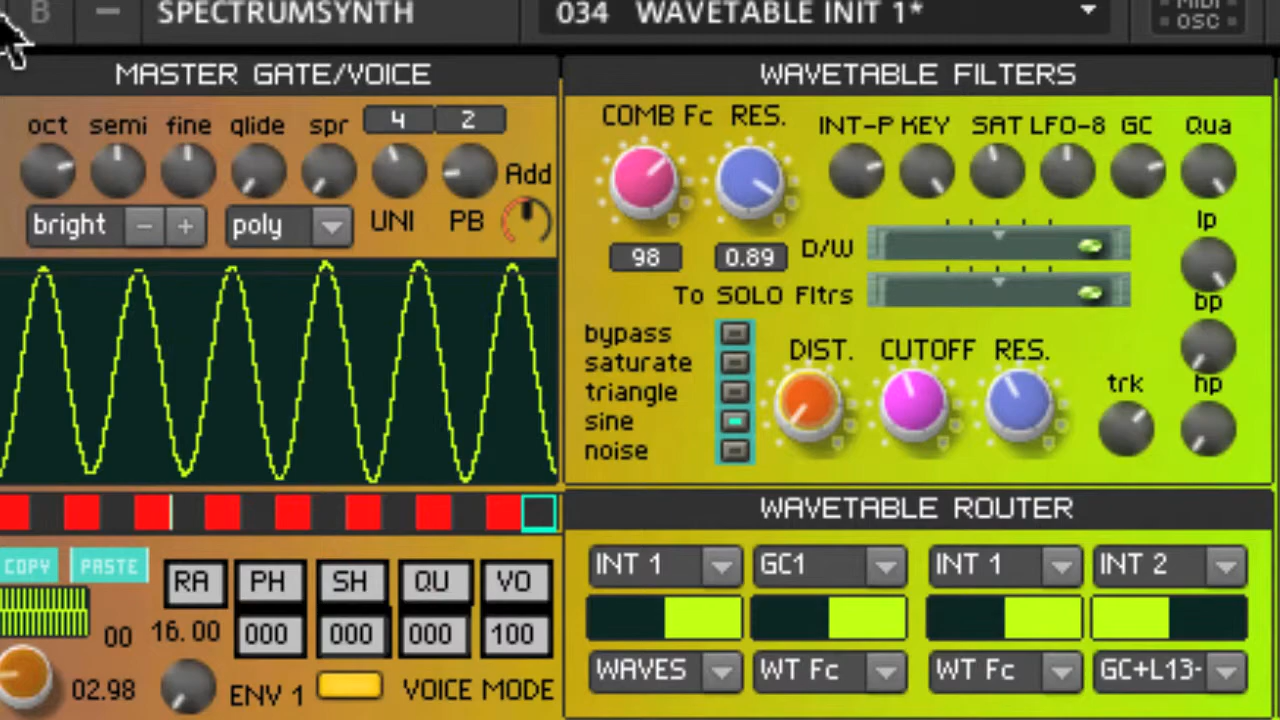 B − SPECTRUMSYNTH 034 WAVETABLE INIT 1* MIDI
OSC
MASTER GATE/VOICE
oct semi fine glide spr 4 2
Add
bright − + poly UNI PB
COPY PASTE
RA PH SH QU VO
00 16.00 000 000 000 100
02.98 ENV 1 VOICE MODE
WAVETABLE FILTERS
COMB Fc RES. INT-P KEY SAT LFO-8 GC Qua
98 0.89 D/W
lp
To SOLO Fltrs
bp
bypass
saturate
triangle
sine
noise
DIST. CUTOFF RES. trk hp
WAVETABLE ROUTER
INT 1 GC1 INT 1 INT 2
WAVES WT Fc WT Fc GC+L13-